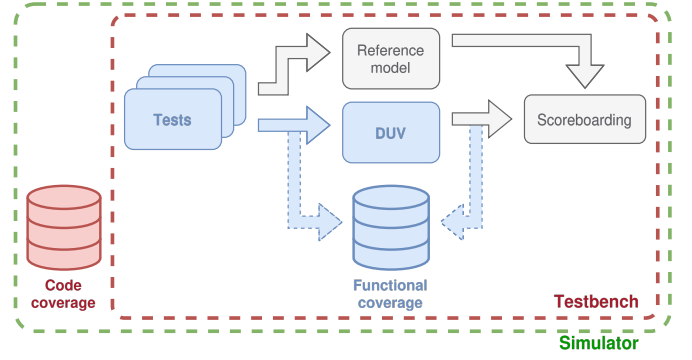 Reference
model
Tests
DUV
Scoreboarding
Code
coverage
Functional
coverage
Testbench
Simulator